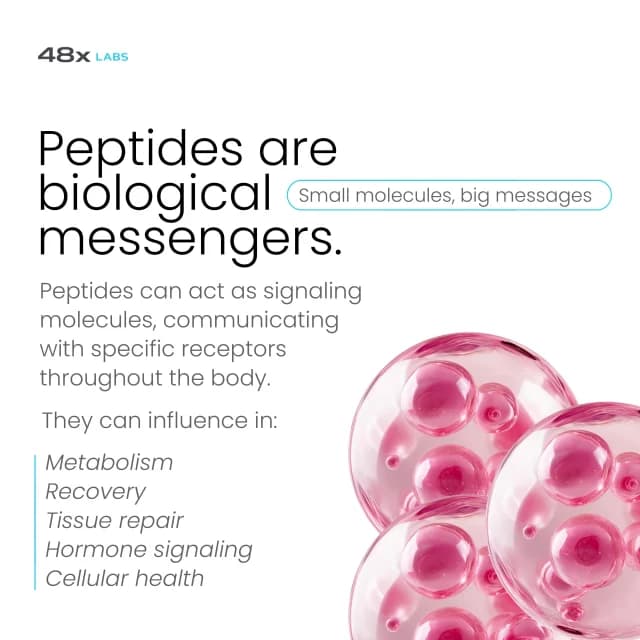 48x LABS
Peptides are
biological
Small molecules, big messages
messengers.
Peptides can act as signaling
molecules, communicating
with specific receptors
throughout the body.
They can influence in:
Metabolism
Recovery
Tissue repair
Hormone signaling
Cellular health